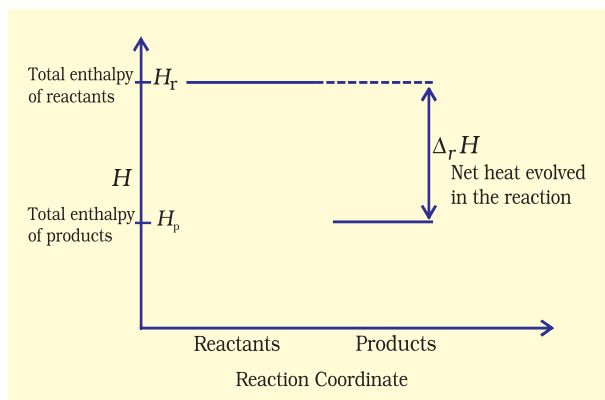 Total enthalpy
of reactants
Hr
ΔrH
Net heat evolved
in the reaction
H
Total enthalpy
of products
Hp
Reactants
Products
Reaction Coordinate